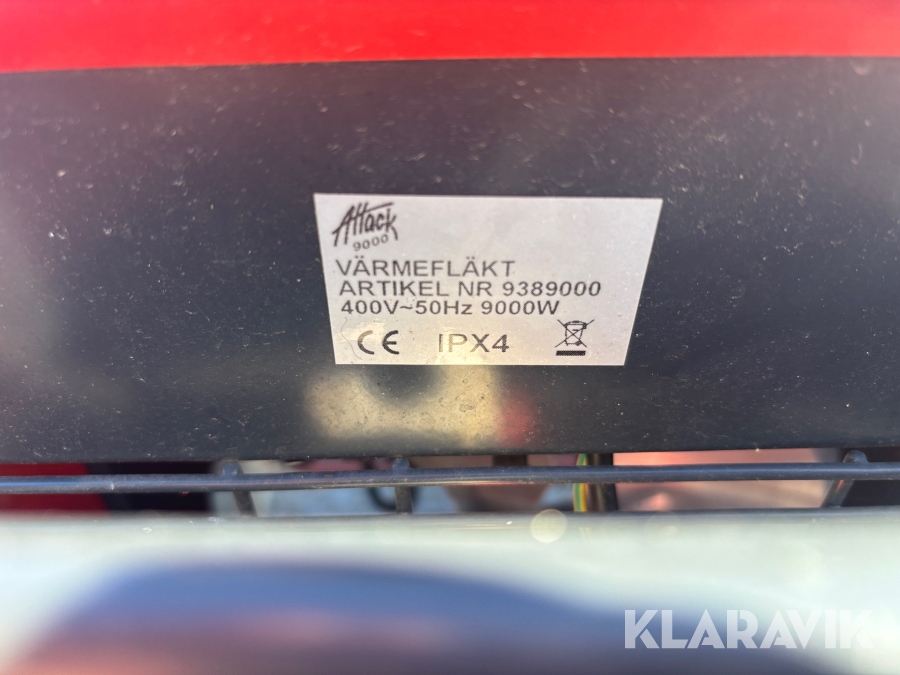 Attack
9000
VÄRMEFLÄKT
ARTIKEL NR 9389000
400V~50Hz 9000W
CE IPX4
KLARAVIK